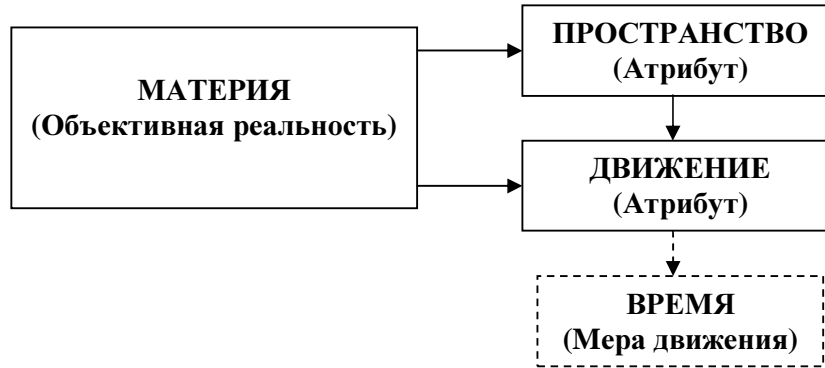 МАТЕРИЯ
(Объективная реальность)
ПРОСТРАНСТВО
(Атрибут)
ДВИЖЕНИЕ
(Атрибут)
ВРЕМЯ
(Мера движения)